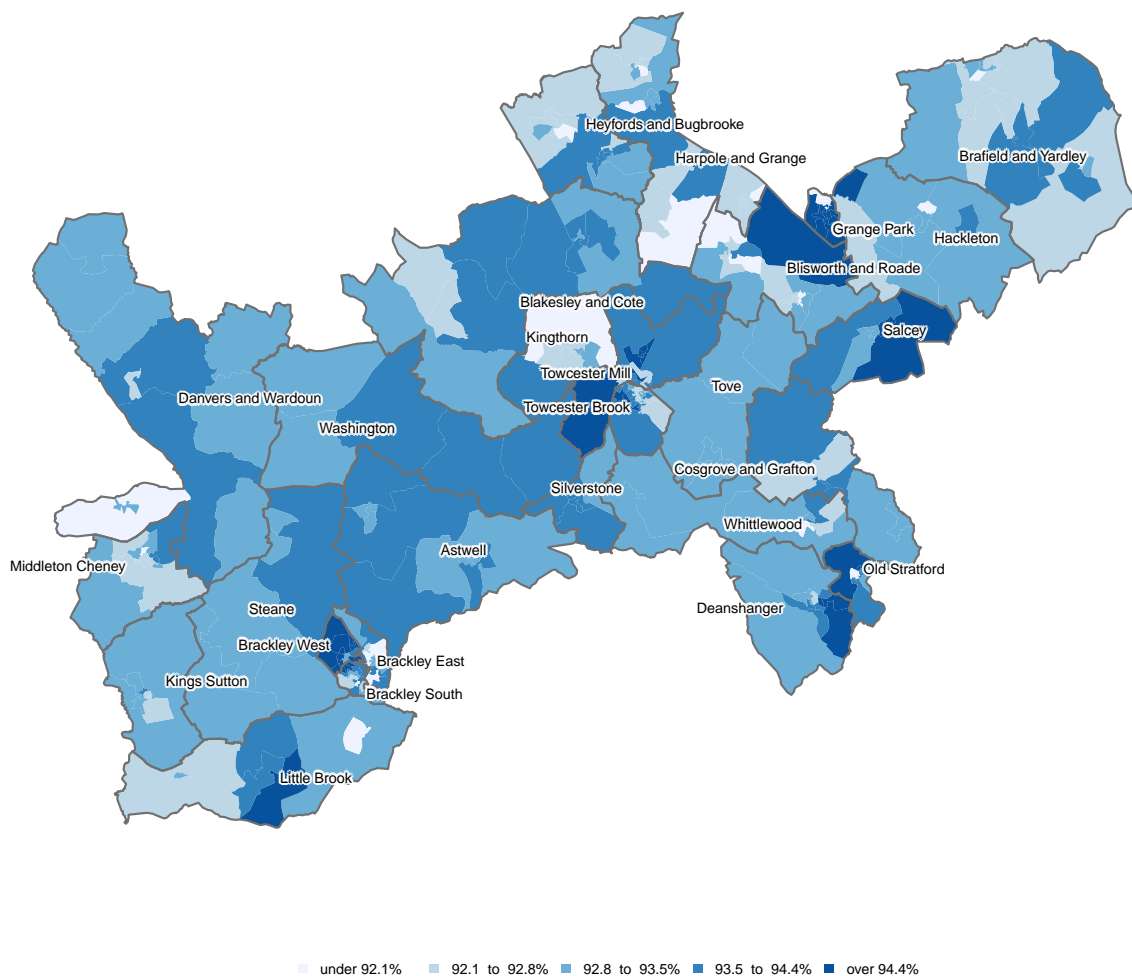 Heyfords and Bugbrooke
Harpole and Grange
Brafield and Yardley
Grange Park
Hackleton
Blisworth and Roade
Blakesley and Cote
Salcey
Kingthorn
Towcester Mill
Tove
Danvers and Wardoun
Towcester Brook
Washington
Cosgrove and Grafton
Silverstone
Whittlewood
Astwell
Middleton Cheney
Old Stratford
Deanshanger
Steane
Brackley West
Brackley East
Kings Sutton
Brackley South
Little Brook
under 92.1% 92.1 to 92.8% 92.8 to 93.5% 93.5 to 94.4% over 94.4%